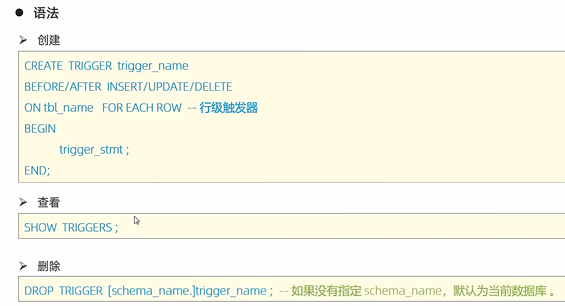 语法
创建
CREATE TRIGGER trigger_name
BEFORE/AFTER INSERT/UPDATE/DELETE
ON tbl_name FOR EACH ROW -- 行级触发器
BEGIN
trigger_stmt ;
END;
查看
SHOW TRIGGERS ;
删除
DROP TRIGGER [schema_name.]trigger_name ; -- 如果没有指定 schema_name，默认为当前数据库 。